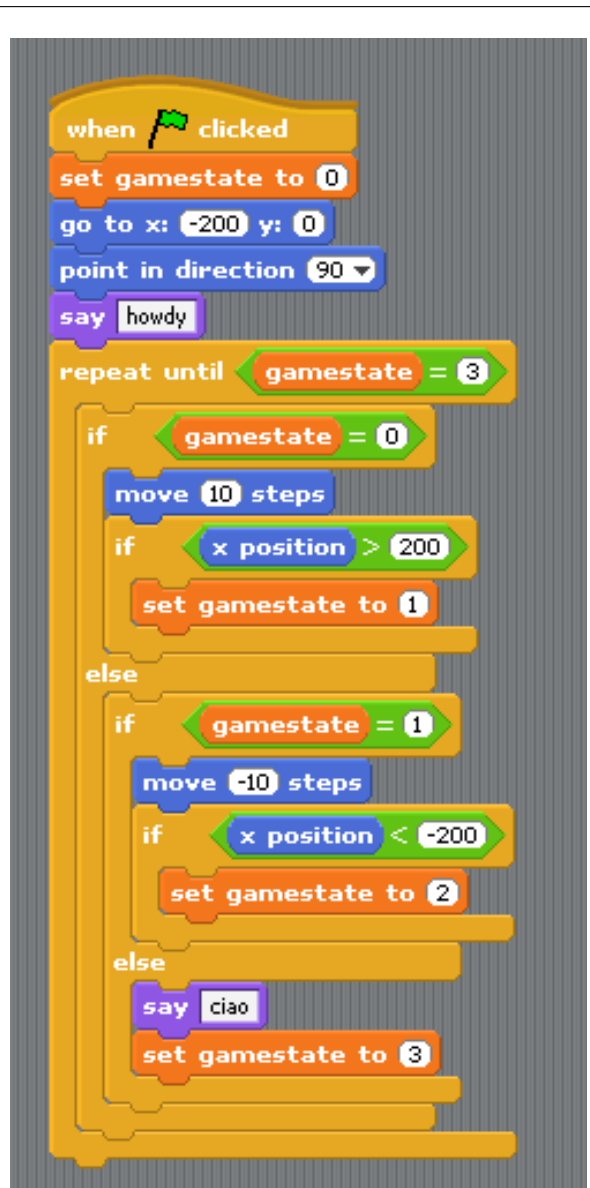 when clicked
set gamestate to 0
go to x: -200 y: 0
point in direction 90
say howdy
repeat until gamestate = 3
if gamestate = 0
move 10 steps
if x position > 200
set gamestate to 1
else
if gamestate = 1
move -10 steps
if x position < -200
set gamestate to 2
else
say ciao
set gamestate to 3